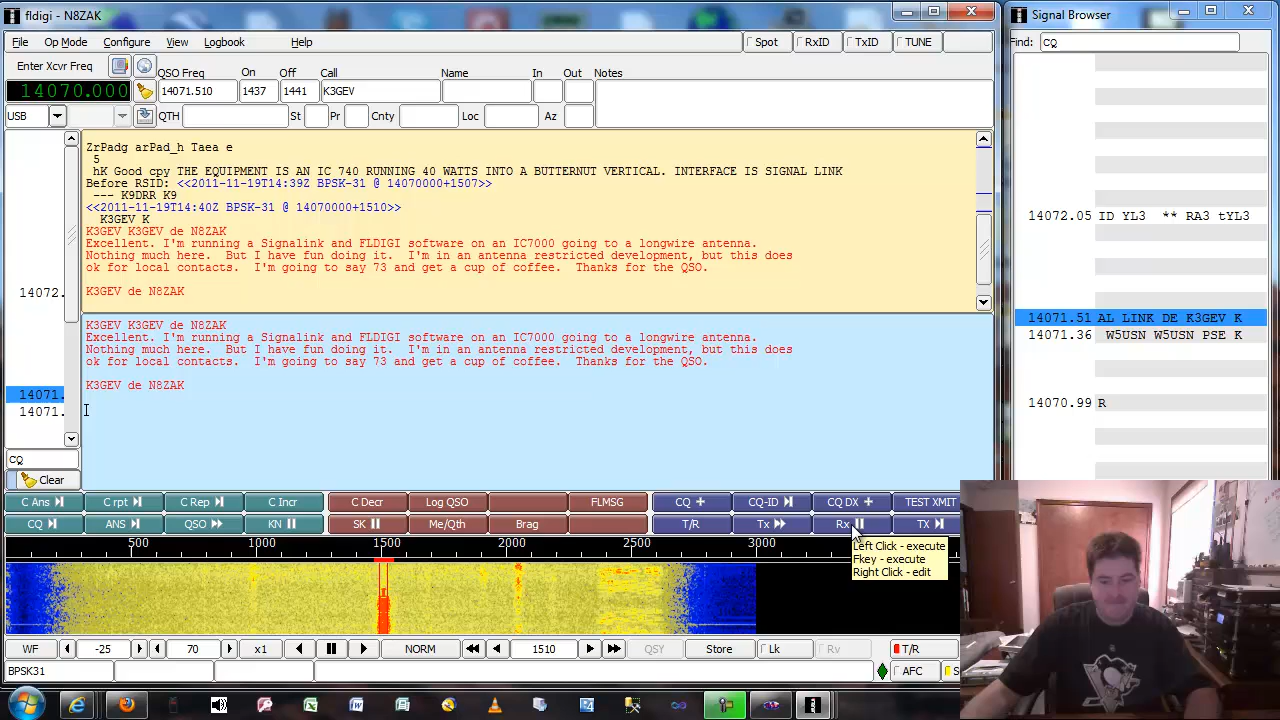 fldigi - N8ZAK
Signal Browser
File Op Mode Configure View Logbook Help
Spot RxID TxID TUNE
Find: CQ
Enter Xcvr Freq
QSO Freq On Off Call Name In Out Notes
14070.000 14071.510 1437 1441 K3GEV
USB QTH St Pr Cnty Loc Az
ZrPadg arPad_h Taea e
5
hK Good cpy THE EQUIPMENT IS AN IC 740 RUNNING 40 WATTS INTO A BUTTERNUT VERTICAL. INTERFACE IS SIGNAL LINK
Before RSID: <<2011-11-19T14:39Z BPSK-31 @ 14070000+1507>>
--- K9DRR K9
<<2011-11-19T14:40Z BPSK-31 @ 14070000+1510>>
K3GEV K
K3GEV K3GEV de N8ZAK
Excellent. I'm running a Signalink and FLDIGI software on an IC7000 going to a longwire antenna.
Nothing much here. But I have fun doing it. I'm in an antenna restricted development, but this does
ok for local contacts. I'm going to say 73 and get a cup of coffee. Thanks for the QSO.
K3GEV de N8ZAK
K3GEV K3GEV de N8ZAK
Excellent. I'm running a Signalink and FLDIGI software on an IC7000 going to a longwire antenna.
Nothing much here. But I have fun doing it. I'm in an antenna restricted development, but this does
ok for local contacts. I'm going to say 73 and get a cup of coffee. Thanks for the QSO.
K3GEV de N8ZAK
14072.
14071.
14071.
CQ
Clear
14072.05 ID YL3 ** RA3 tYL3
14071.51 AL LINK DE K3GEV K
14071.36 W5USN W5USN PSE K
14070.99 R
C Ans C rpt C Rep C Incr C Decr Log QSO FLMSG CQ CQ-ID CQ DX TEST XMIT
CQ ANS QSO KN SK Me/Qth Brag T/R Tx Rx TX
500 1000 1500 2000 2500 3000
Left Click - execute
Fkey - execute
Right Click - edit
WF -25 70 x1 NORM 1510 QSY Store Lk Rv T/R
BPSK31 AFC S